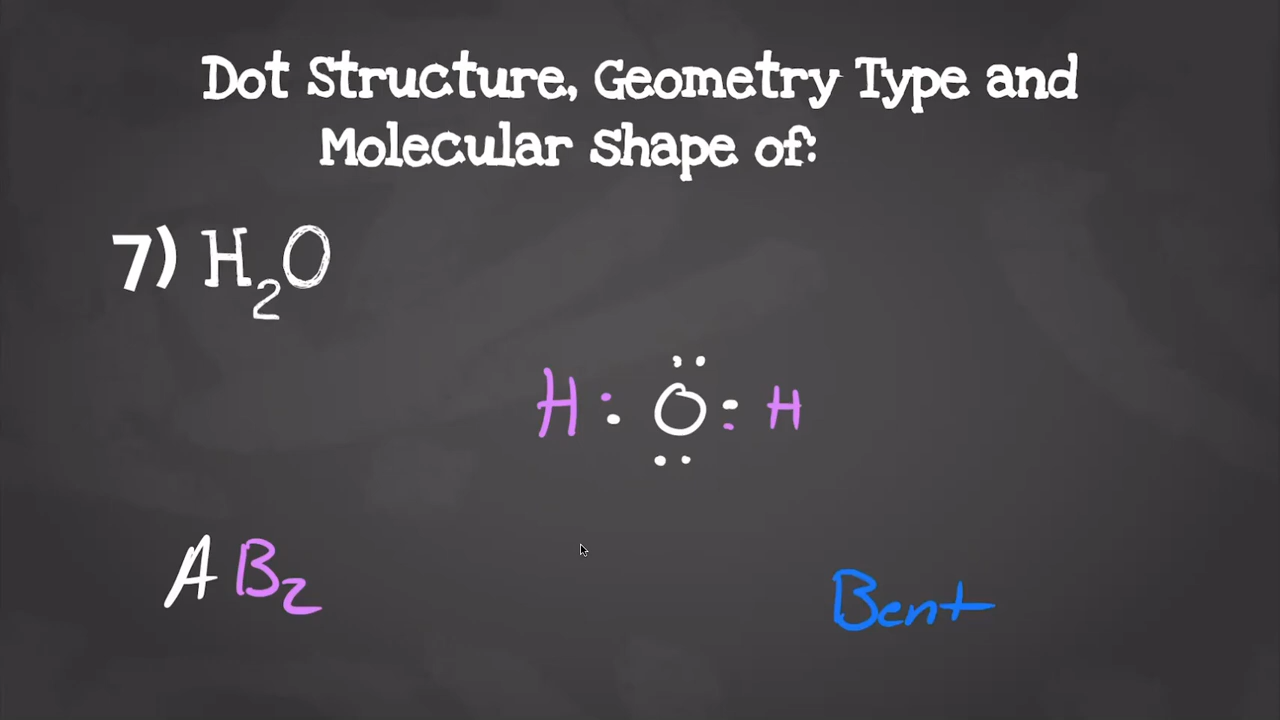 Dot Structure, Geometry Type and
Molecular Shape of:
7) H₂O
H : Ö : H
AB₂
Bent